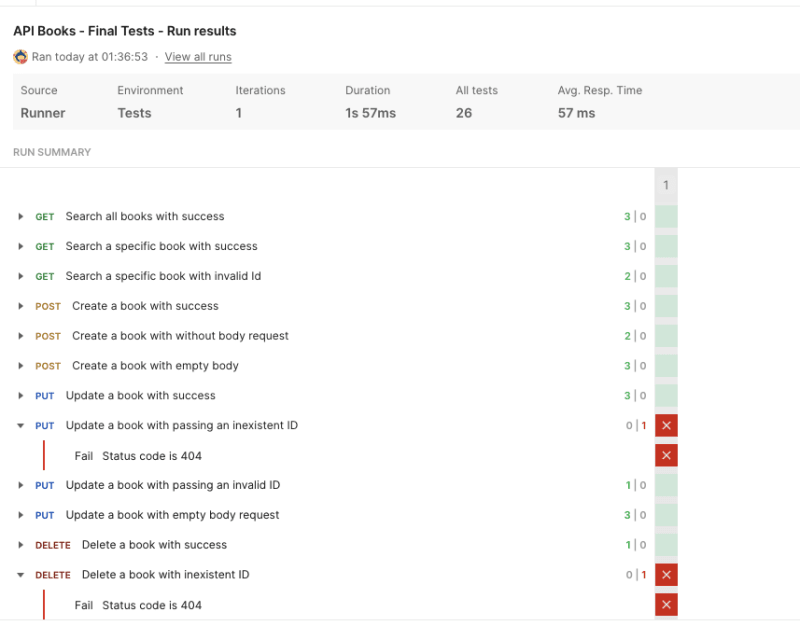 API Books - Final Tests - Run results
Ran today at 01:36:53 · View all runs
Source Environment Iterations Duration All tests Avg. Resp. Time
Runner Tests 1 1s 57ms 26 57 ms
RUN SUMMARY
1
GET Search all books with success 3 | 0
GET Search a specific book with success 3 | 0
GET Search a specific book with invalid Id 2 | 0
POST Create a book with success 3 | 0
POST Create a book with without body request 2 | 0
POST Create a book with empty body 3 | 0
PUT Update a book with success 3 | 0
PUT Update a book with passing an inexistent ID 0 | 1
Fail Status code is 404
PUT Update a book with passing an invalid ID 1 | 0
PUT Update a book with empty body request 3 | 0
DELETE Delete a book with success 1 | 0
DELETE Delete a book with inexistent ID 0 | 1
Fail Status code is 404